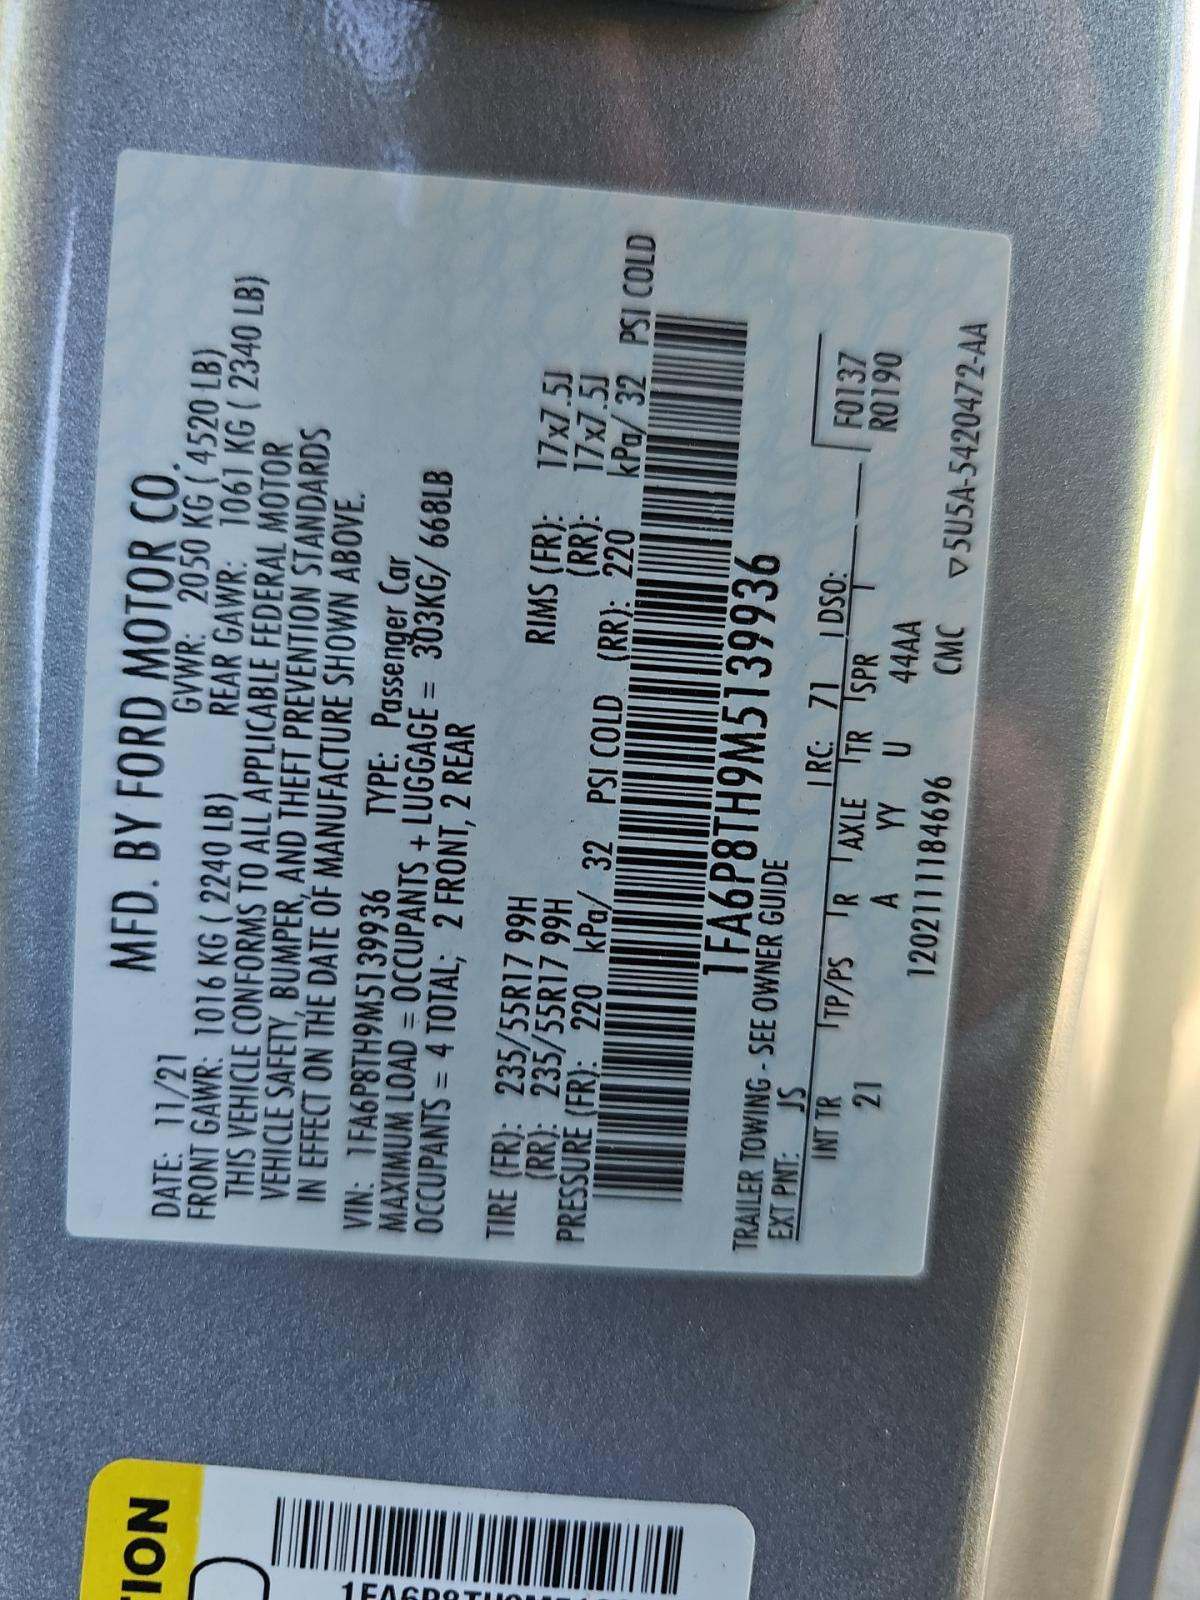 MFD. BY FORD MOTOR CO.
DATE: 11/21 GVWR: 2050 KG ( 4520 LB)
FRONT GAWR: 1016 KG ( 2240 LB) REAR GAWR: 1061 KG ( 2340 LB)
THIS VEHICLE CONFORMS TO ALL APPLICABLE FEDERAL MOTOR
VEHICLE SAFETY, BUMPER, AND THEFT PREVENTION STANDARDS
IN EFFECT ON THE DATE OF MANUFACTURE SHOWN ABOVE.
VIN: 1FA6P8TH9M5139936 TYPE: Passenger Car
MAXIMUM LOAD = OCCUPANTS + LUGGAGE = 303KG/ 668LB
OCCUPANTS = 4 TOTAL; 2 FRONT, 2 REAR
TIRE (FR): 235/55R17 99H RIMS (FR): 17x7.5J
(RR): 235/55R17 99H (RR): 17x7.5J
PRESSURE (FR): 220 kPa/ 32 PSI COLD (RR): 220 kPa/ 32 PSI COLD
1FA6P8TH9M5139936
TRAILER TOWING - SEE OWNER GUIDE
EXT PNT: JS RC: 71 DSO:
INT TR TP/PS R AXLE TR SPR F0137
21 A YY U 44AA R0190
120211118​4696 CMC ▽5U5A-5420472-AA
TION